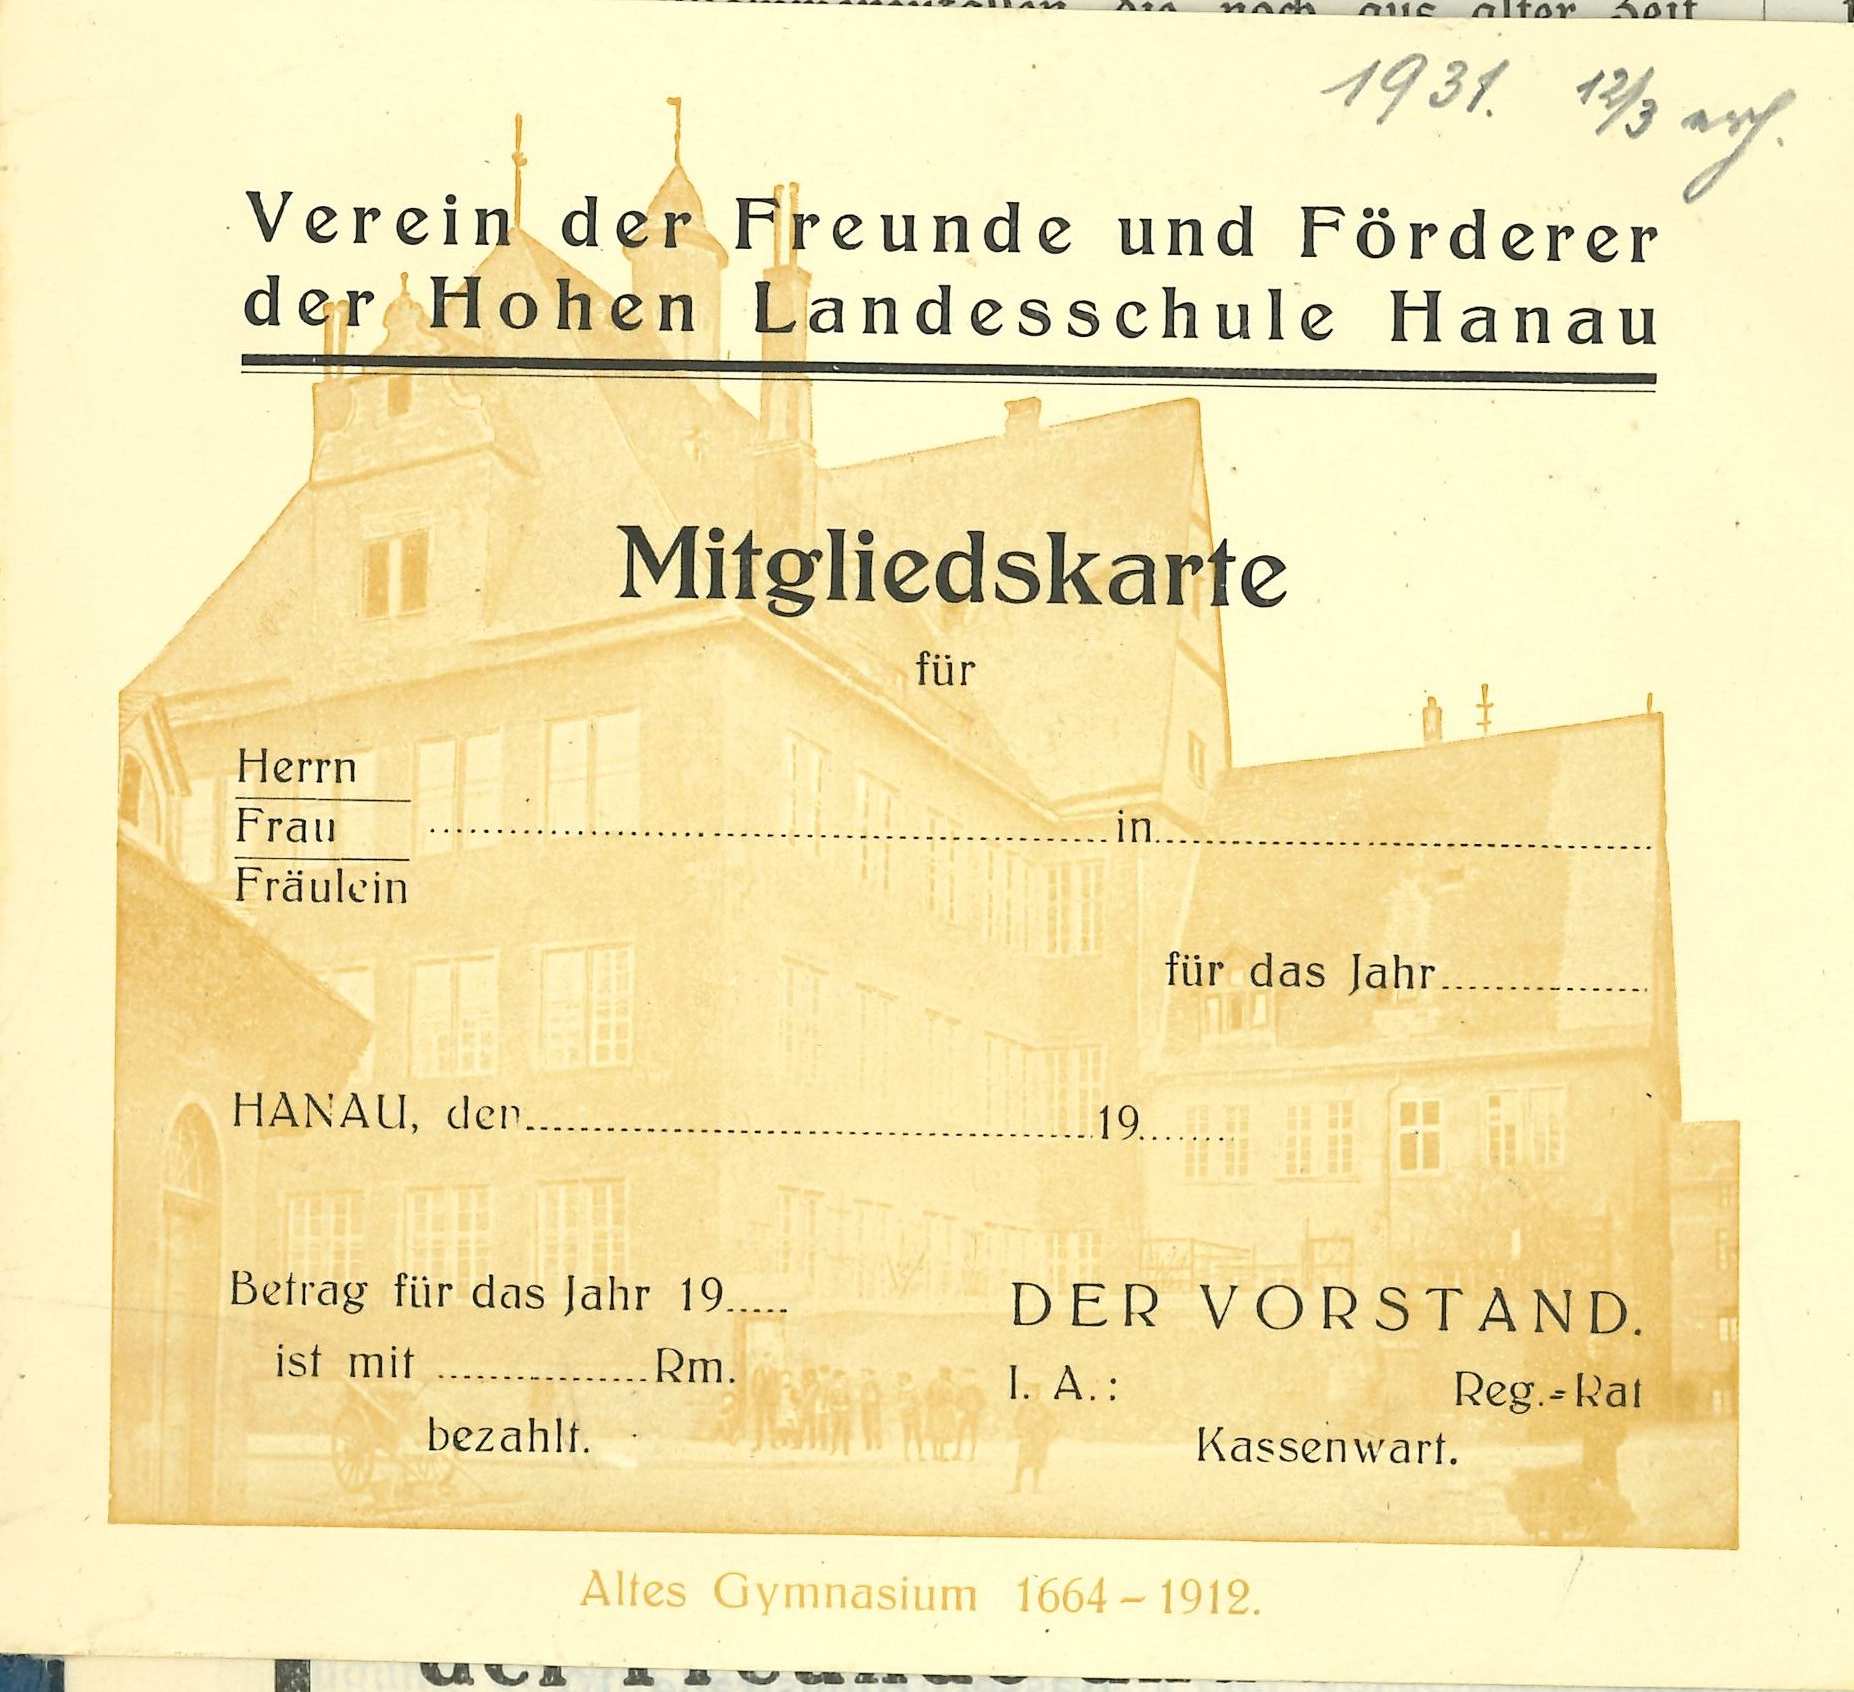 1931. 12/3
Verein der Freunde und Förderer
der Hohen Landesschule Hanau
Mitgliedskarte
für
Herrn
Frau ........ in ........
Fräulein
für das Jahr ........
HANAU, den ........ 19 ........
Betrag für das Jahr 19.....
ist mit ........ Rm.
bezahlt.
DER VORSTAND.
I. A.: Reg.=Rat
Kassenwart.
Altes Gymnasium 1664 – 1912.
der Freunde